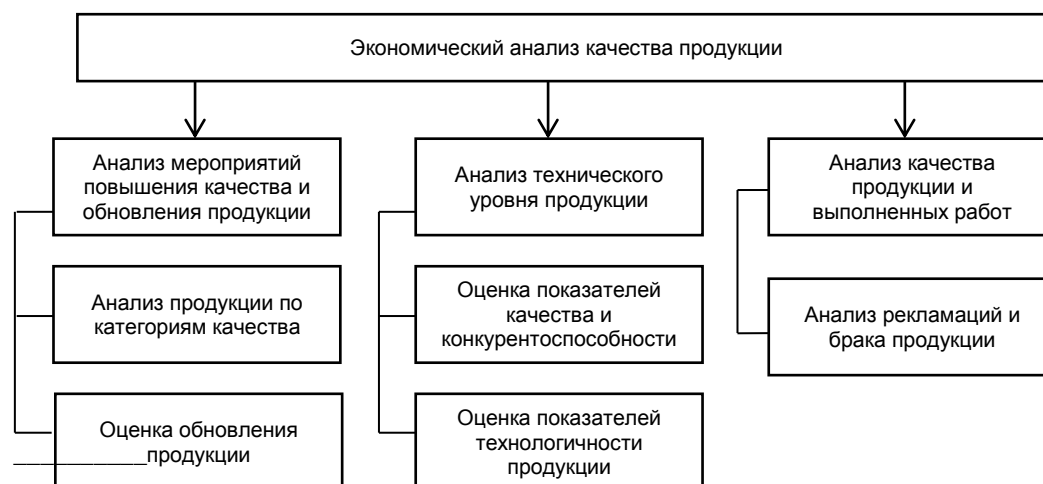 Экономический анализ качества продукции
Анализ мероприятий
повышения качества и
обновления продукции
Анализ продукции по
категориям качества
Оценка обновления
____________продукции
Анализ технического
уровня продукции
Оценка показателей
качества и
конкурентоспособности
Оценка показателей
технологичности
продукции
Анализ качества
продукции и
выполненных работ
Анализ рекламаций и
брака продукции